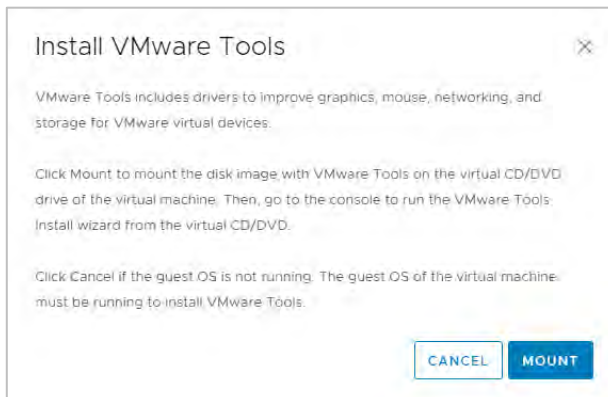 Install VMware Tools
VMware Tools includes drivers to improve graphics, mouse, networking, and
storage for VMware virtual devices.
Click Mount to mount the disk image with VMware Tools on the virtual CD/DVD
drive of the virtual machine. Then, go to the console to run the VMware Tools
Install wizard from the virtual CD/DVD.
Click Cancel if the guest OS is not running. The guest OS of the virtual machine
must be running to install VMware Tools.
CANCEL MOUNT